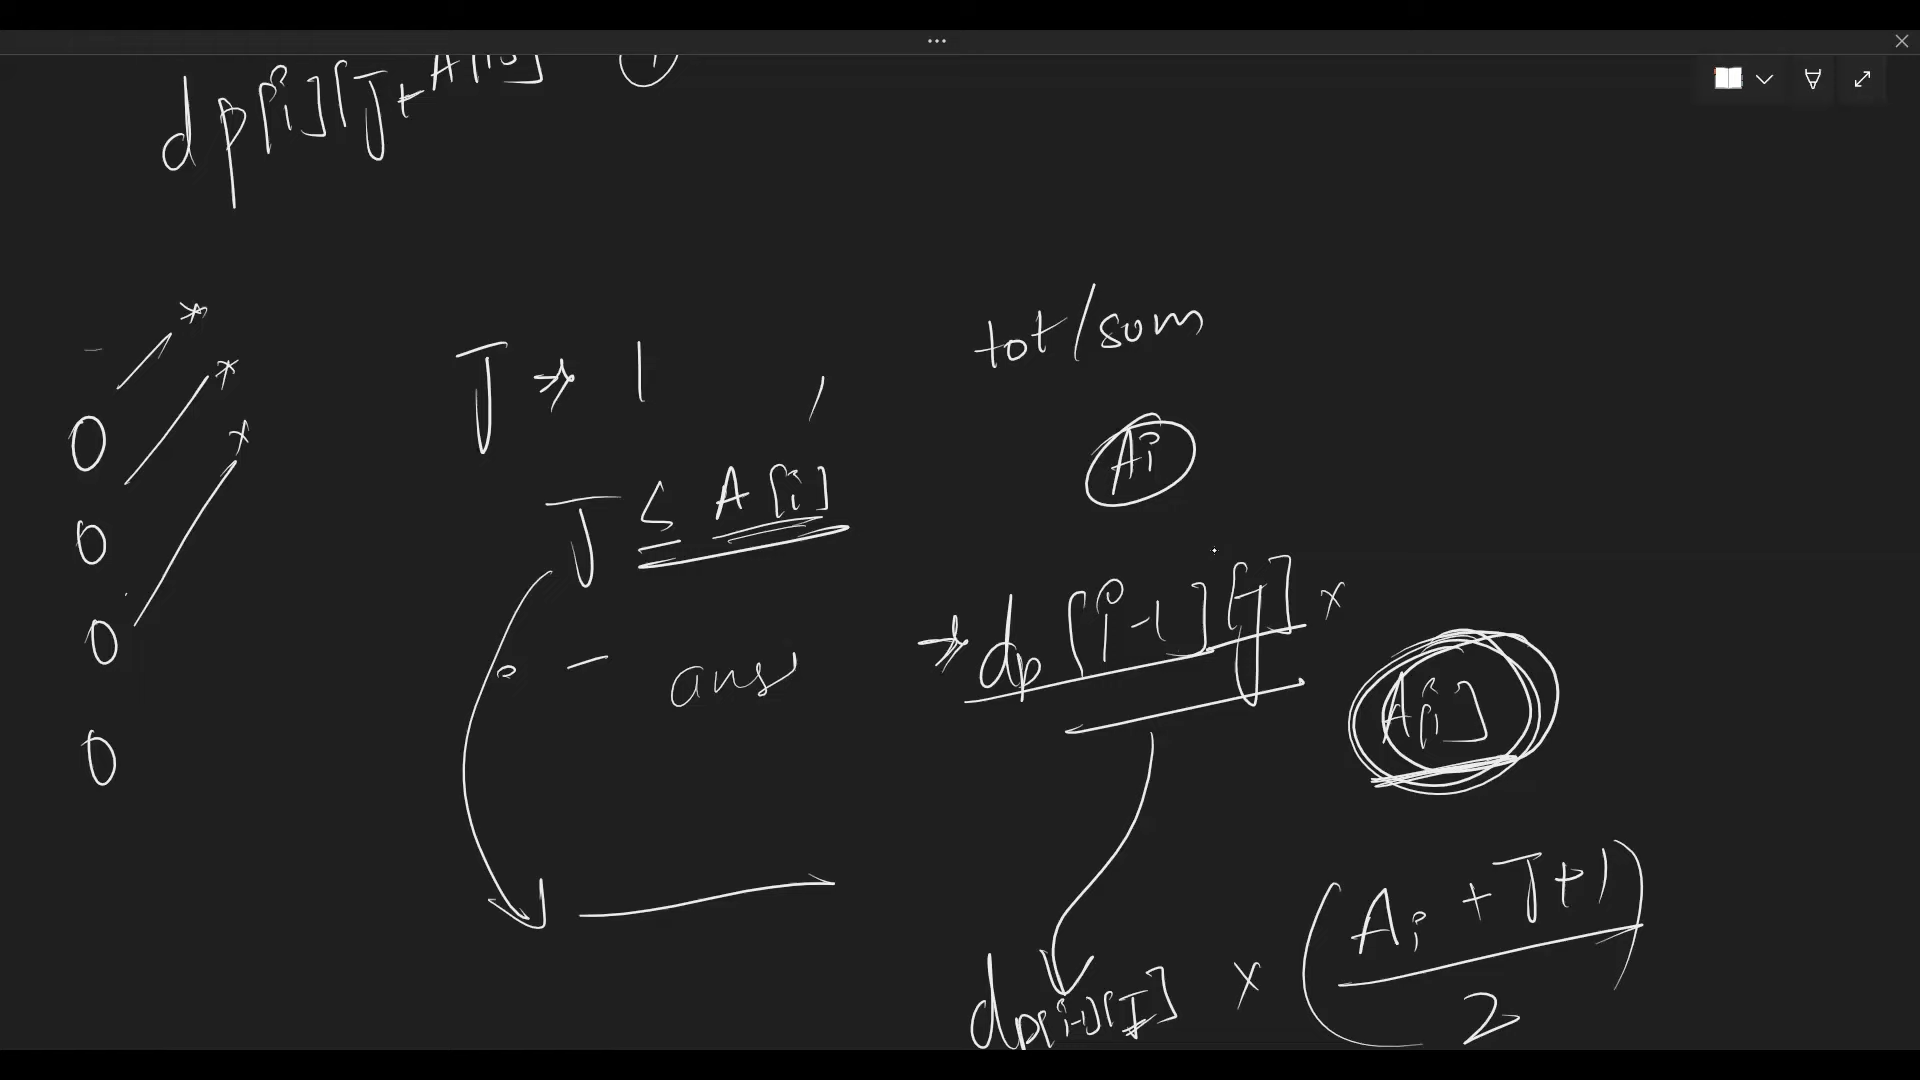 dp[i][J+A[i]]
tot/sum
J → 1 ,
Ai
J ≤ A[i]
→ dp[i-1][j] ×
ans
A[i]
dp[i-1][J] × (Ai + J+1)
2
0
0
0
0